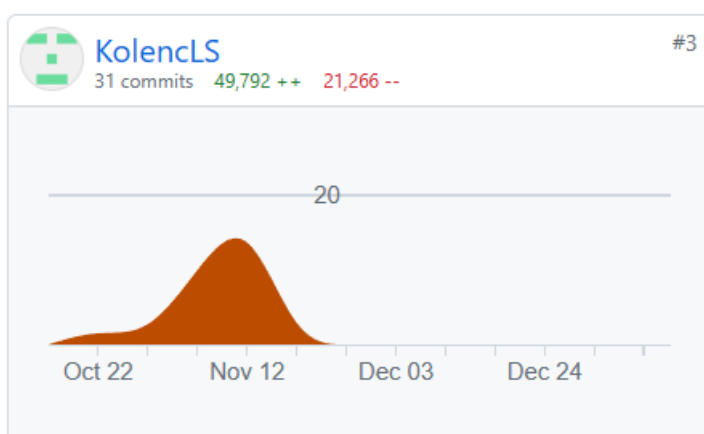 KolencLS
#3
31 commits 49,792 ++ 21,266 --
20
Oct 22 Nov 12 Dec 03 Dec 24